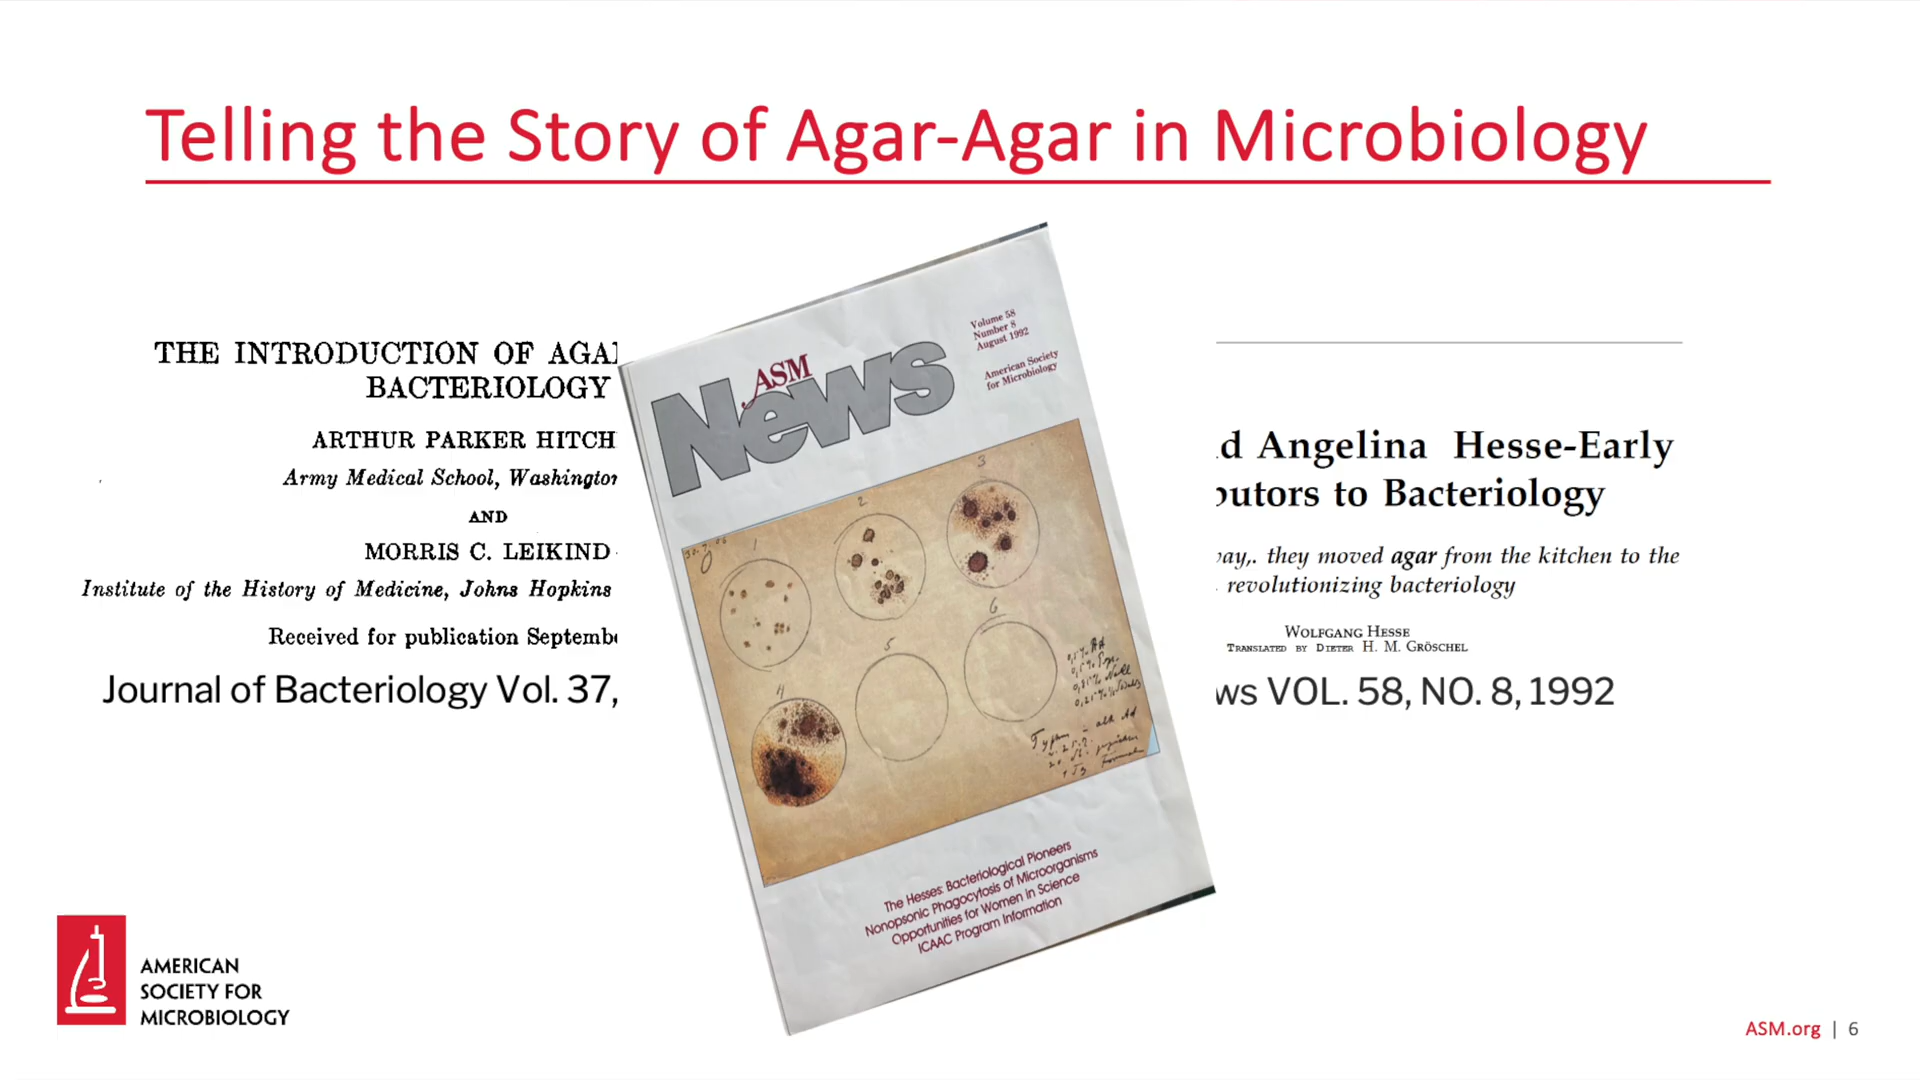 Telling the Story of Agar-Agar in Microbiology
THE INTRODUCTION OF AGA
BACTERIOLOGY
ARTHUR PARKER HITCH
Army Medical School, Washington
AND
MORRIS C. LEIKIND
Institute of the History of Medicine, Johns Hopkins
Received for publication Septembe
Journal of Bacteriology Vol. 37,
ASM
News
Volume 58
Number 8
August 1992
American Society
for Microbiology
1
2
3
4
5
6
The Hesses: Bacteriological Pioneers
Nonopsonic Phagocytosis of Microorganisms
Opportunities for Women in Science
ICAAC Program Information
d Angelina Hesse-Early
utors to Bacteriology
ay,. they moved agar from the kitchen to the
revolutionizing bacteriology
WOLFGANG HESSE
TRANSLATED BY DIETER H. M. GRÖSCHEL
ws VOL. 58, NO. 8, 1992
AMERICAN
SOCIETY FOR
MICROBIOLOGY
ASM.org | 6